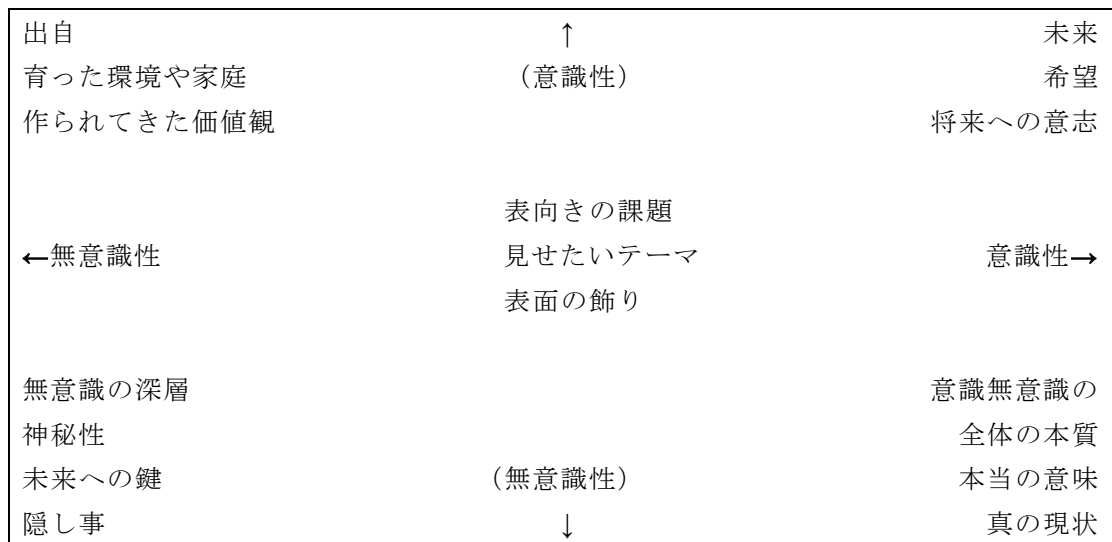 出自 ↑ 未来
育った環境や家庭 （意識性） 希望
作られてきた価値観 将来への意志
表向きの課題
←無意識性 見せたいテーマ 意識性→
表面の飾り
無意識の深層 意識無意識の
神秘性 全体の本質
未来への鍵 （無意識性） 本当の意味
隠し事 ↓ 真の現状